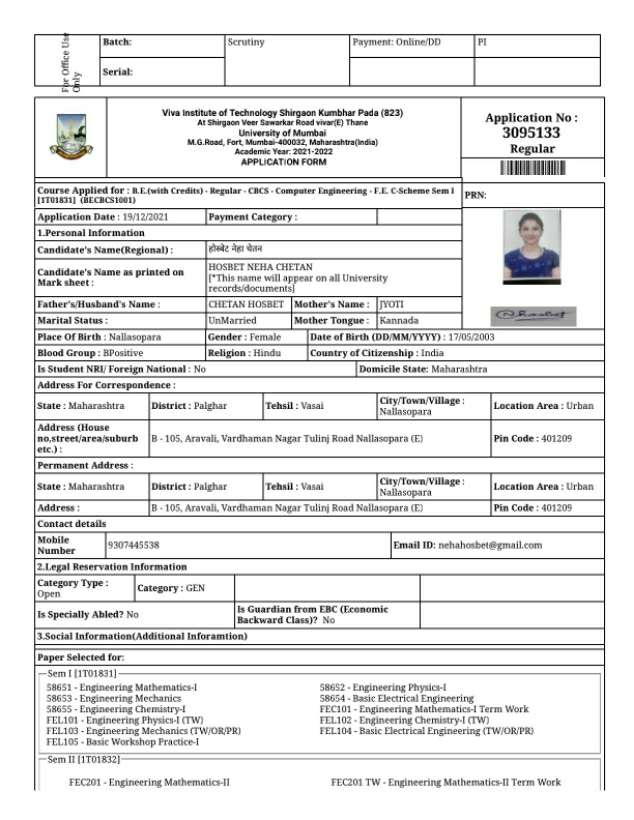 For Office Use Only
Batch:
Scrutiny
Payment: Online/DD
PI
Serial:
Viva Institute of Technology Shirgaon Kumbhar Pada (823)
At Shirgaon Veer Sawarkar Road vivar(E) Thane
University of Mumbai
M.G.Road, Fort, Mumbai-400032, Maharashtra(India)
Academic Year: 2021-2022
APPLICATION FORM
Application No :
3095133
Regular
Course Applied for : B.E.(with Credits) - Regular - CBCS - Computer Engineering - F.E. C-Scheme Sem I
[1T01831] (BECBCS1001)
PRN:
Application Date : 19/12/2021
Payment Category :
1.Personal Information
Candidate's Name(Regional) :
होस्बेट नेहा चेतन
Candidate's Name as printed on
Mark sheet :
HOSBET NEHA CHETAN
[*This name will appear on all University
records/documents]
Father's/Husband's Name :
CHETAN HOSBET
Mother's Name :
JYOTI
Marital Status :
UnMarried
Mother Tongue :
Kannada
Place Of Birth : Nallasopara
Gender : Female
Date of Birth (DD/MM/YYYY) : 17/05/2003
Blood Group : BPositive
Religion : Hindu
Country of Citizenship : India
Is Student NRI/ Foreign National : No
Domicile State: Maharashtra
Address For Correspondence :
State : Maharashtra
District : Palghar
Tehsil : Vasai
City/Town/Village :
Nallasopara
Location Area : Urban
Address (House
no,street/area/suburb
etc.) :
B - 105, Aravali, Vardhaman Nagar Tulinj Road Nallasopara (E)
Pin Code : 401209
Permanent Address :
State : Maharashtra
District : Palghar
Tehsil : Vasai
City/Town/Village :
Nallasopara
Location Area : Urban
Address :
B - 105, Aravali, Vardhaman Nagar Tulinj Road Nallasopara (E)
Pin Code : 401209
Contact details
Mobile
Number
9307445538
Email ID: nehahosbet@gmail.com
2.Legal Reservation Information
Category Type :
Open
Category : GEN
Is Specially Abled? No
Is Guardian from EBC (Economic
Backward Class)? No
3.Social Information(Additional Inforamtion)
Paper Selected for:
Sem I [1T01831]
58651 - Engineering Mathematics-I
58652 - Engineering Physics-I
58653 - Engineering Mechanics
58654 - Basic Electrical Engineering
58655 - Engineering Chemistry-I
FEC101 - Engineering Mathematics-I Term Work
FEL101 - Engineering Physics-I (TW)
FEL102 - Engineering Chemistry-I (TW)
FEL103 - Engineering Mechanics (TW/OR/PR)
FEL104 - Basic Electrical Engineering (TW/OR/PR)
FEL105 - Basic Workshop Practice-I
Sem II [1T01832]
FEC201 - Engineering Mathematics-II
FEC201 TW - Engineering Mathematics-II Term Work